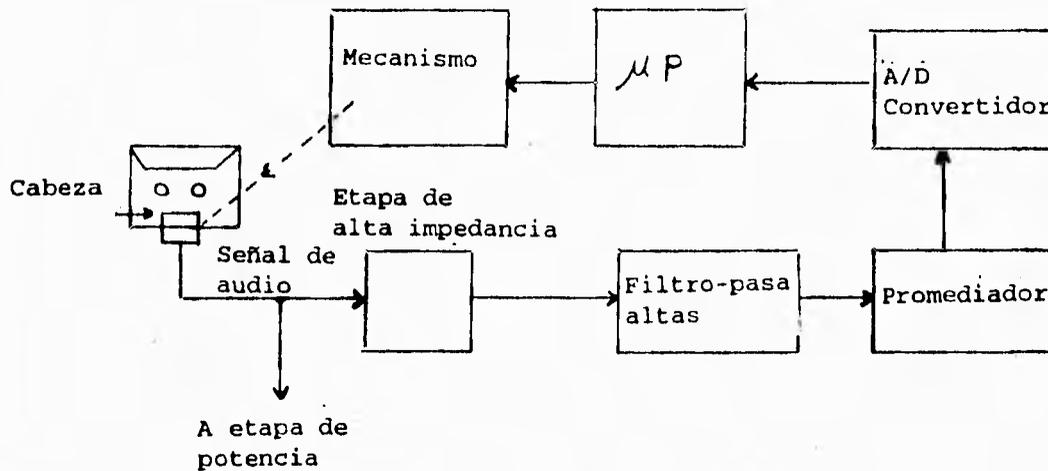 Mecanismo
μP
A/D
Convertidor
Cabeza
Etapa de
alta impedancia
Señal de
audio
Filtro-pasa
altas
Promediador
A etapa de
potencia